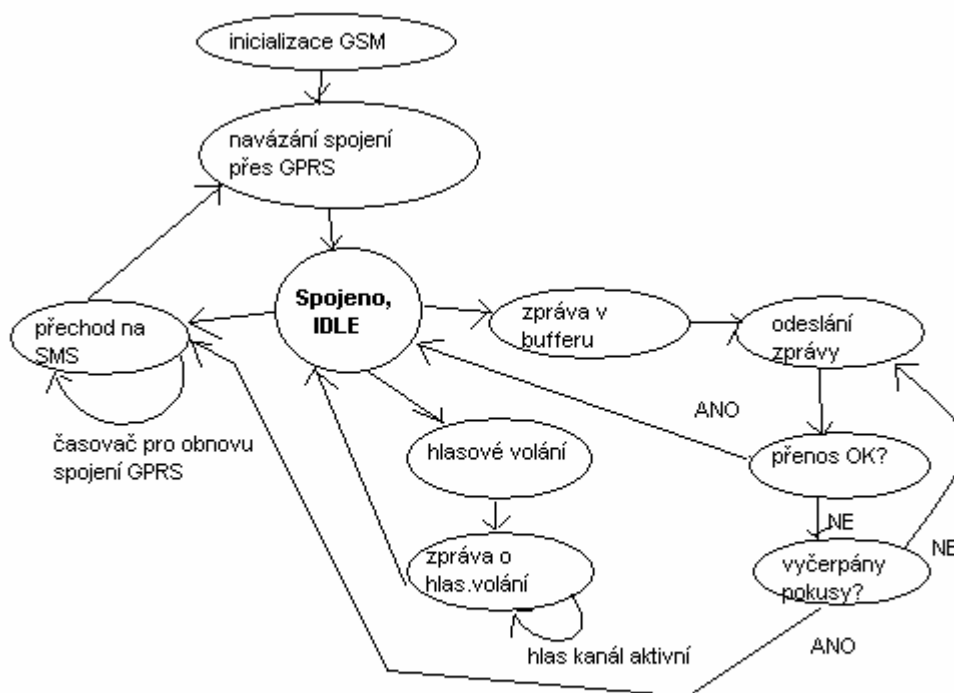 inicializace GSM
navázání spojení
přes GPRS
Spojeno,
IDLE
přechod na
SMS
zpráva v
bufferu
odeslání
zprávy
časovač pro obnovu
spojení GPRS
ANO
hlasové volání
přenos OK?
NE
NE
zpráva o
hlas.volání
vyčerpány
pokusy?
hlas kanál aktivní
ANO